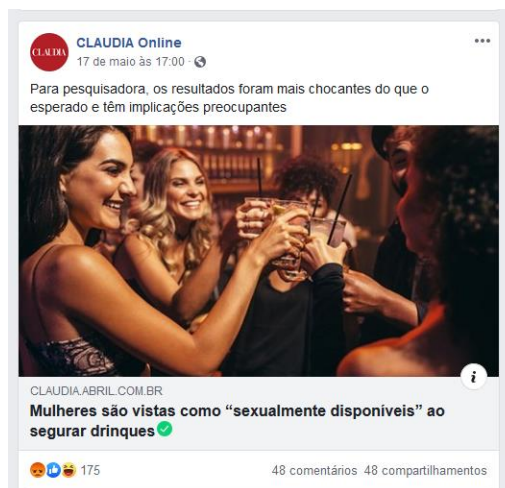 CLAUDIA
CLAUDIA Online
17 de maio às 17:00 ·
Para pesquisadora, os resultados foram mais chocantes do que o
esperado e têm implicações preocupantes
i
CLAUDIA.ABRIL.COM.BR
Mulheres são vistas como “sexualmente disponíveis” ao
segurar drinques
175
48 comentários 48 compartilhamentos